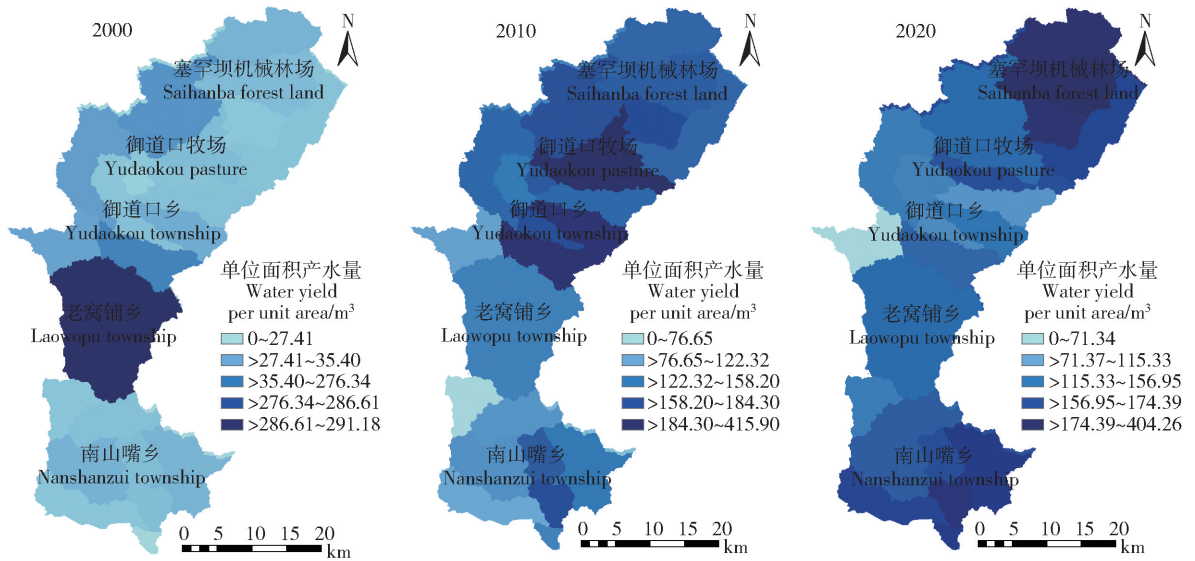 2000
N
塞罕坝机械林场
Saihanba forest land
御道口牧场
Yudaokou pasture
御道口乡
Yudaokou township
老窝铺乡
Laowopu township
南山嘴乡
Nanshanzui township
单位面积产水量
Water yield
per unit area/m³
0~27.41
>27.41~35.40
>35.40~276.34
>276.34~286.61
>286.61~291.18
0 5 10 15 20
km
2010
N
塞罕坝机械林场
Saihanba forest land
御道口牧场
Yudaokou pasture
御道口乡
Yudaokou township
老窝铺乡
Laowopu township
南山嘴乡
Nanshanzui township
单位面积产水量
Water yield
per unit area/m³
0~76.65
>76.65~122.32
>122.32~158.20
>158.20~184.30
>184.30~415.90
0 5 10 15 20
km
2020
N
塞罕坝机械林场
Saihanba forest land
御道口牧场
Yudaokou pasture
御道口乡
Yudaokou township
老窝铺乡
Laowopu township
南山嘴乡
Nanshanzui township
单位面积产水量
Water yield
per unit area/m³
0~71.34
>71.37~115.33
>115.33~156.95
>156.95~174.39
>174.39~404.26
0 5 10 15 20
km